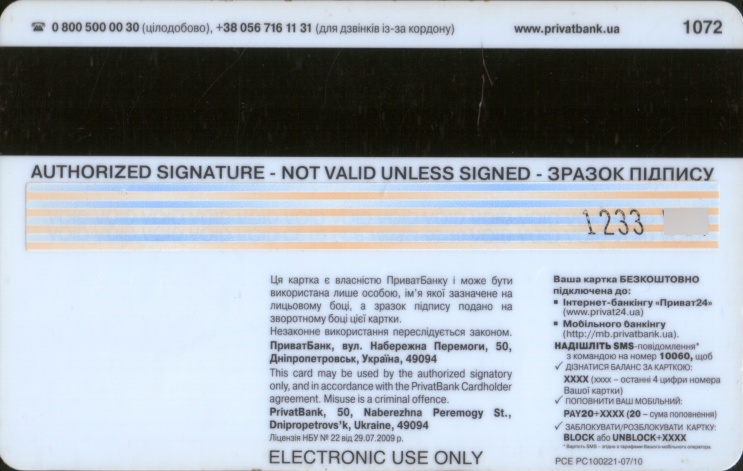 ☎ 0 800 500 00 30 (цілодобово), +38 056 716 11 31 (для дзвінків із-за кордону) www.privatbank.ua 1072
AUTHORIZED SIGNATURE - NOT VALID UNLESS SIGNED - ЗРАЗОК ПІДПИСУ
1233
Ця картка є власністю ПриватБанку і може бути
використана лише особою, ім'я якої зазначене на
лицьовому боці, а зразок підпису подано на
зворотному боці цієї картки.
Незаконне використання переслідується законом.
ПриватБанк, вул. Набережна Перемоги, 50,
Дніпропетровськ, Україна, 49094
This card may be used by the authorized signatory
only, and in accordance with the PrivatBank Cardholder
agreement. Misuse is a criminal offence.
PrivatBank, 50, Naberezhna Peremogy St.,
Dnipropetrovs'k, Ukraine, 49094
Ліцензія НБУ № 22 від 29.07.2009 р.
ELECTRONIC USE ONLY
Ваша картка БЕЗКОШТОВНО
підключена до:
▪ Інтернет-банкінгу «Приват24»
(www.privat24.ua)
▪ Мобільного банкінгу
(http://mb.privatbank.ua).
НАДІШЛІТЬ SMS-повідомлення*
з командою на номер 10060, щоб
✓ ДІЗНАТИСЯ БАЛАНС ЗА КАРТКОЮ:
XXXX (xxxx – останні 4 цифри номера
Вашої картки)
✓ ПОПОВНИТИ ВАШ МОБІЛЬНИЙ:
PAY20+XXXX (20 – сума поповнення)
✓ ЗАБЛОКУВАТИ/РОЗБЛОКУВАТИ КАРТКУ:
BLOCK або UNBLOCK+XXXX
* Вартість SMS - згідно з тарифами Вашого мобільного оператора.
PCE PC100221-07/10